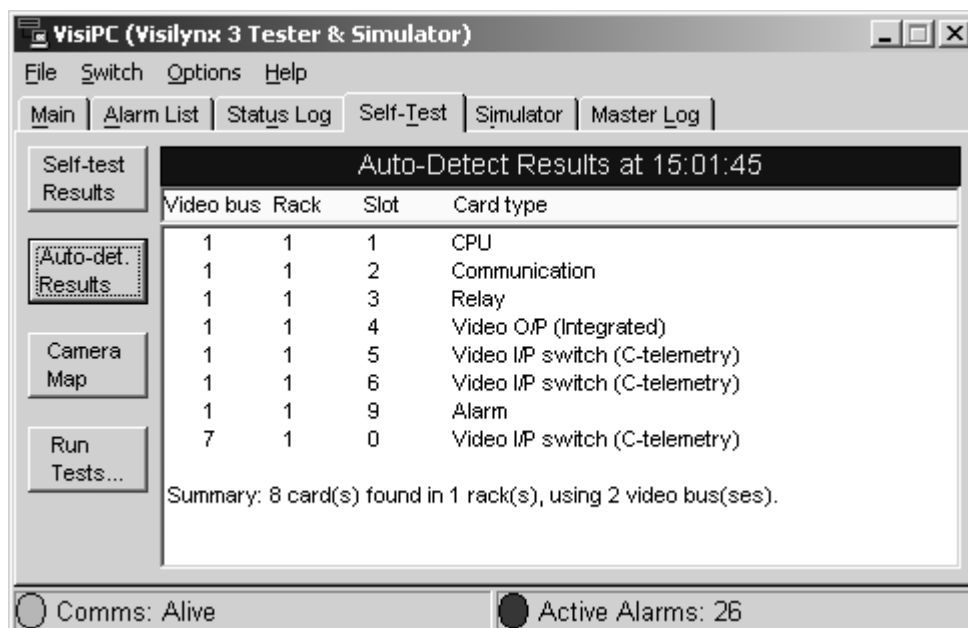 VisiPC (Visilynx 3 Tester & Simulator)
File Switch Options Help
Main Alarm List Status Log Self-Test Simulator Master Log
Self-test
Results
Auto-det.
Results
Camera
Map
Run
Tests...
Auto-Detect Results at 15:01:45
Video bus Rack Slot Card type
1 1 1 CPU
1 1 2 Communication
1 1 3 Relay
1 1 4 Video O/P (Integrated)
1 1 5 Video I/P switch (C-telemetry)
1 1 6 Video I/P switch (C-telemetry)
1 1 9 Alarm
7 1 0 Video I/P switch (C-telemetry)
Summary: 8 card(s) found in 1 rack(s), using 2 video bus(ses).
Comms: Alive
Active Alarms: 26